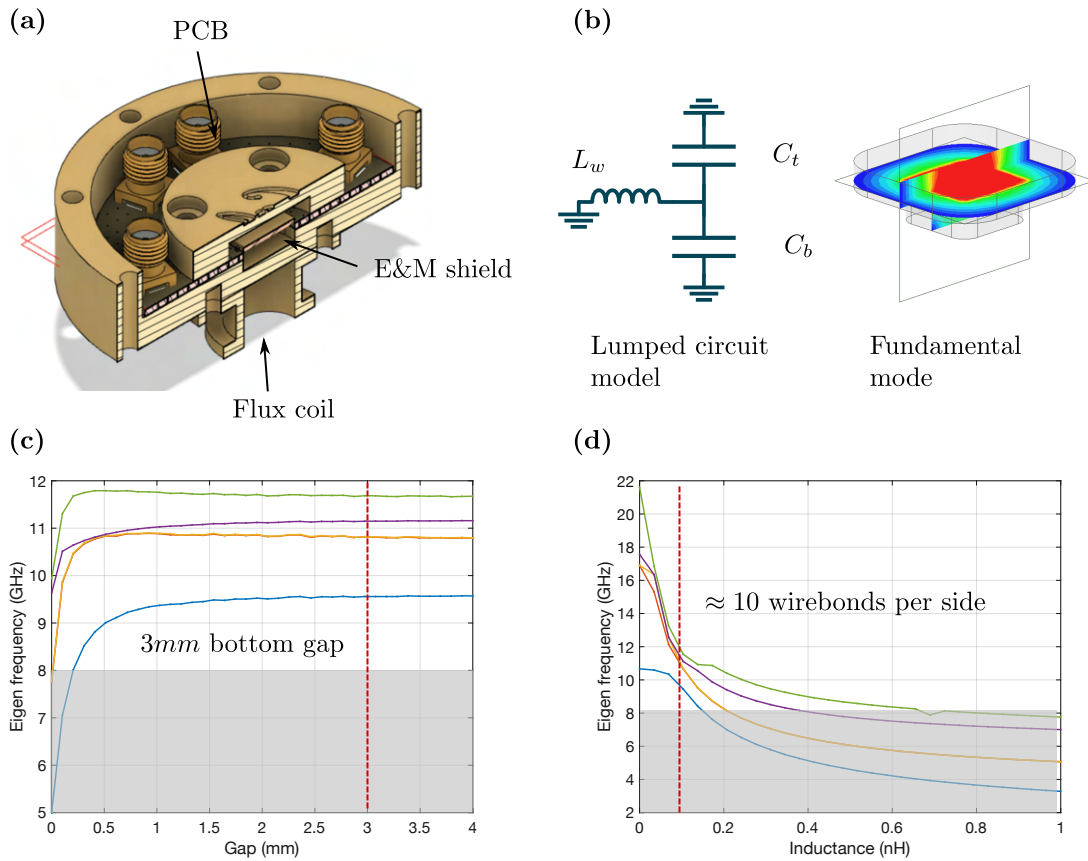 (a)
PCB
E&M shield
Flux coil
(b)
L_w
C_t
C_b
Lumped circuit
model
Fundamental
mode
(c)
12
11
10
9
8
7
6
5
Eigen frequency (GHz)
3mm bottom gap
0 0.5 1 1.5 2 2.5 3 3.5 4
Gap (mm)
(d)
22
20
18
16
14
12
10
8
6
4
2
Eigen frequency (GHz)
≈ 10 wirebonds per side
0 0.2 0.4 0.6 0.8 1
Inductance (nH)